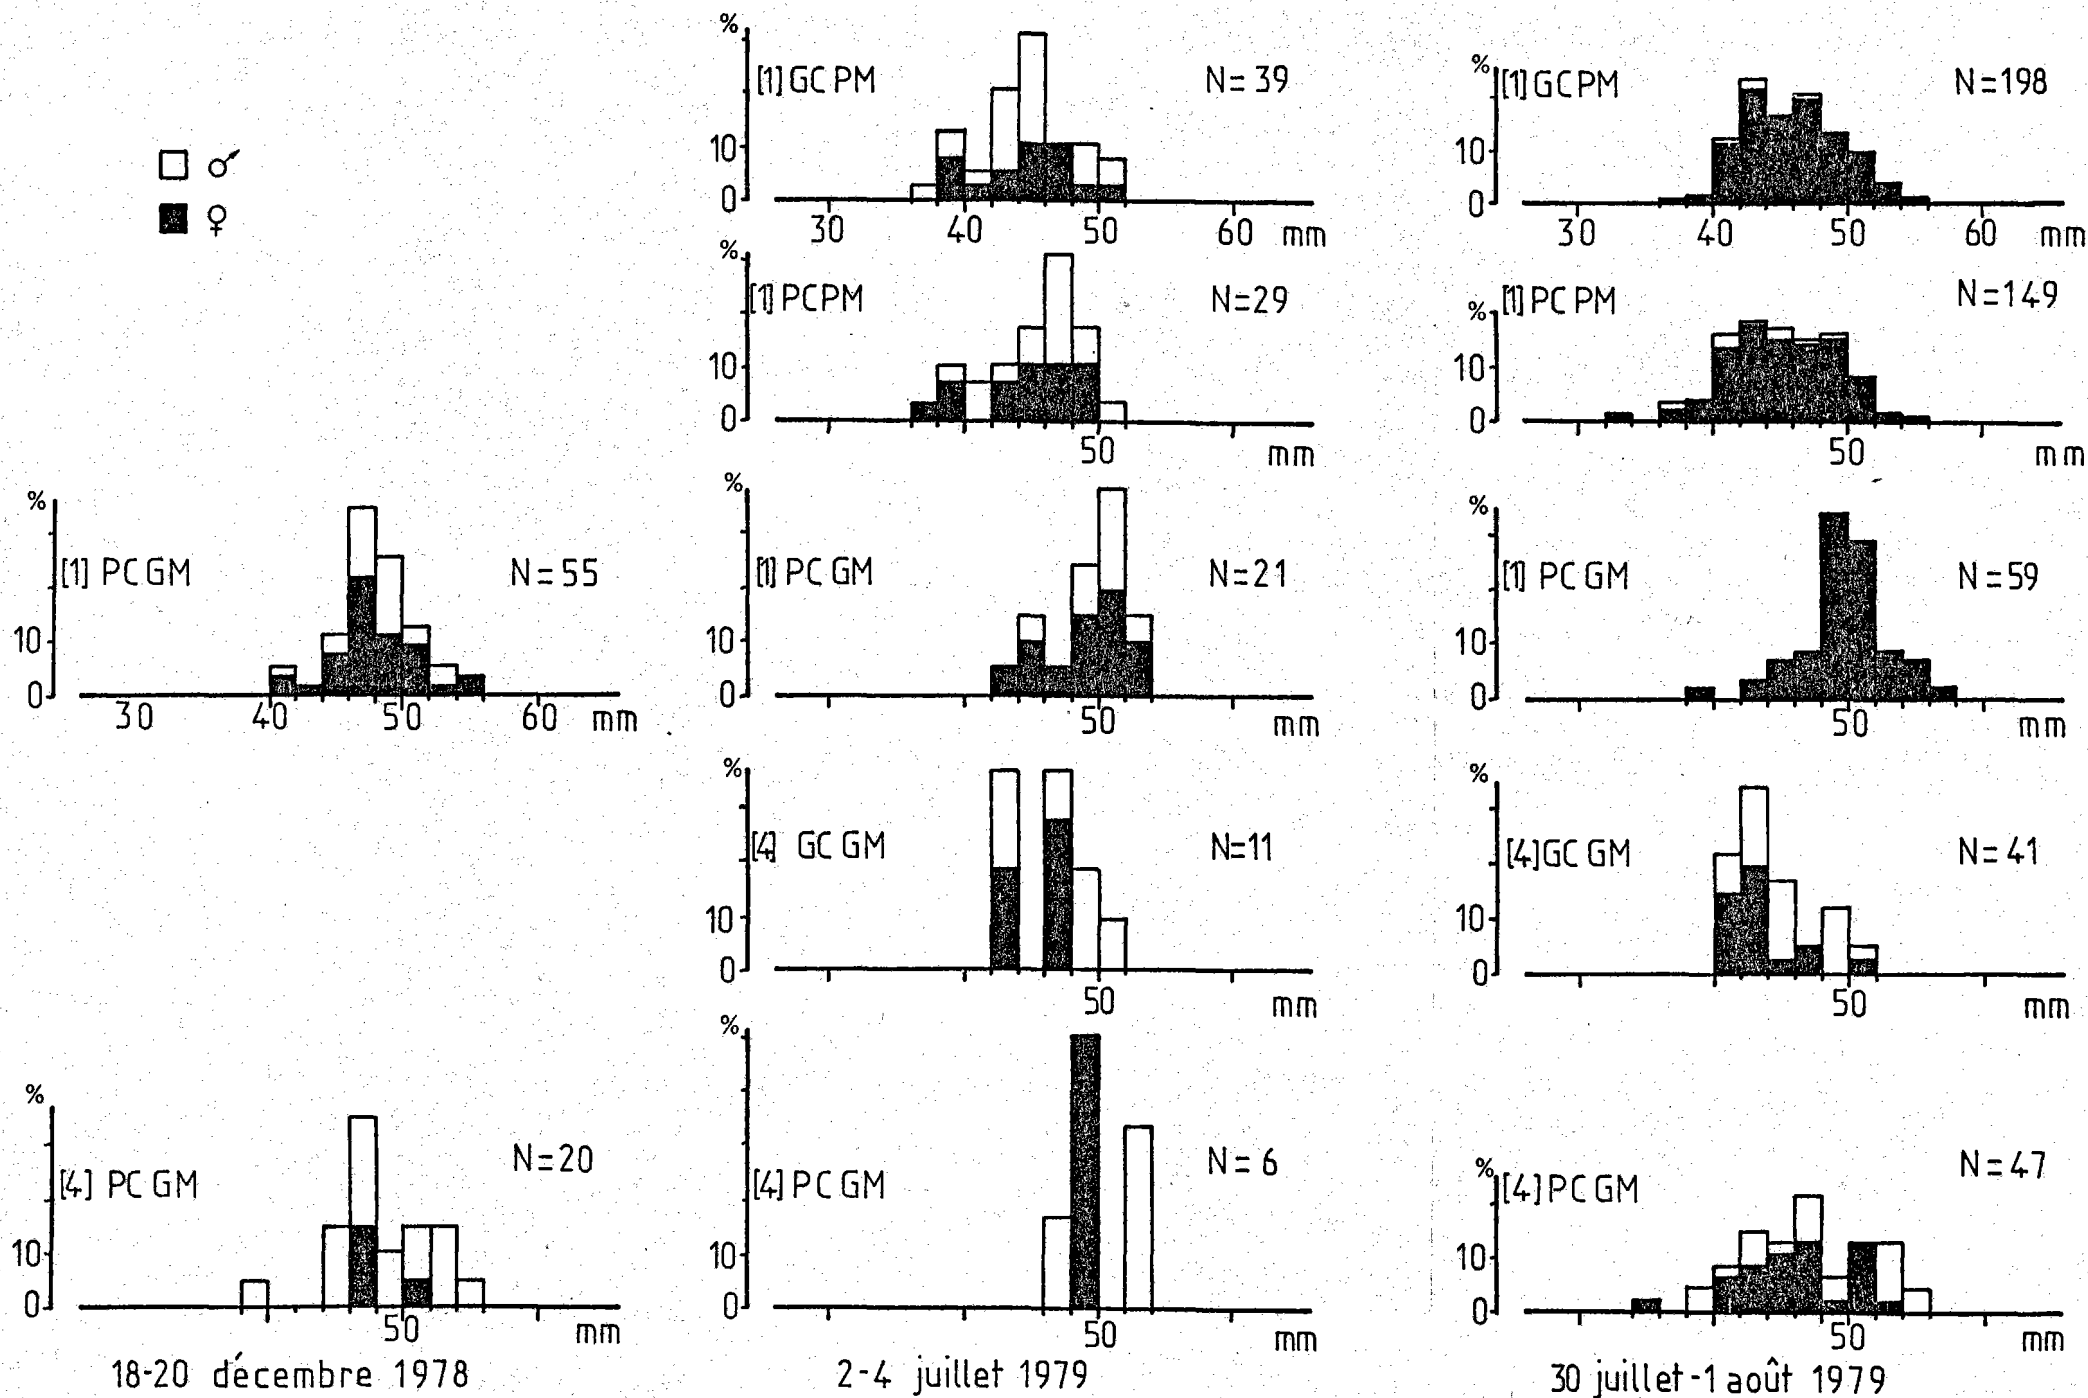 ♂
♀
%
[1] PC GM
N=55
10
0
30 40 50 60 mm
%
[4] PC GM
N=20
10
0
50 mm
18-20 décembre 1978
%
[1] GC PM
N=39
10
0
30 40 50 60 mm
%
[1] PC PM
N=29
10
0
50 mm
%
[1] PC GM
N=21
10
0
50 mm
%
[4] GC GM
N=11
10
0
50 mm
%
[4] PC GM
N=6
10
0
50 mm
2-4 juillet 1979
%
[1] GC PM
N=198
10
0
30 40 50 60 mm
%
[1] PC PM
N=149
10
0
50 mm
%
[1] PC GM
N=59
10
0
50 mm
%
[4] GC GM
N=41
10
0
50 mm
%
[4] PC GM
N=47
10
0
50 mm
30 juillet-1 août 1979